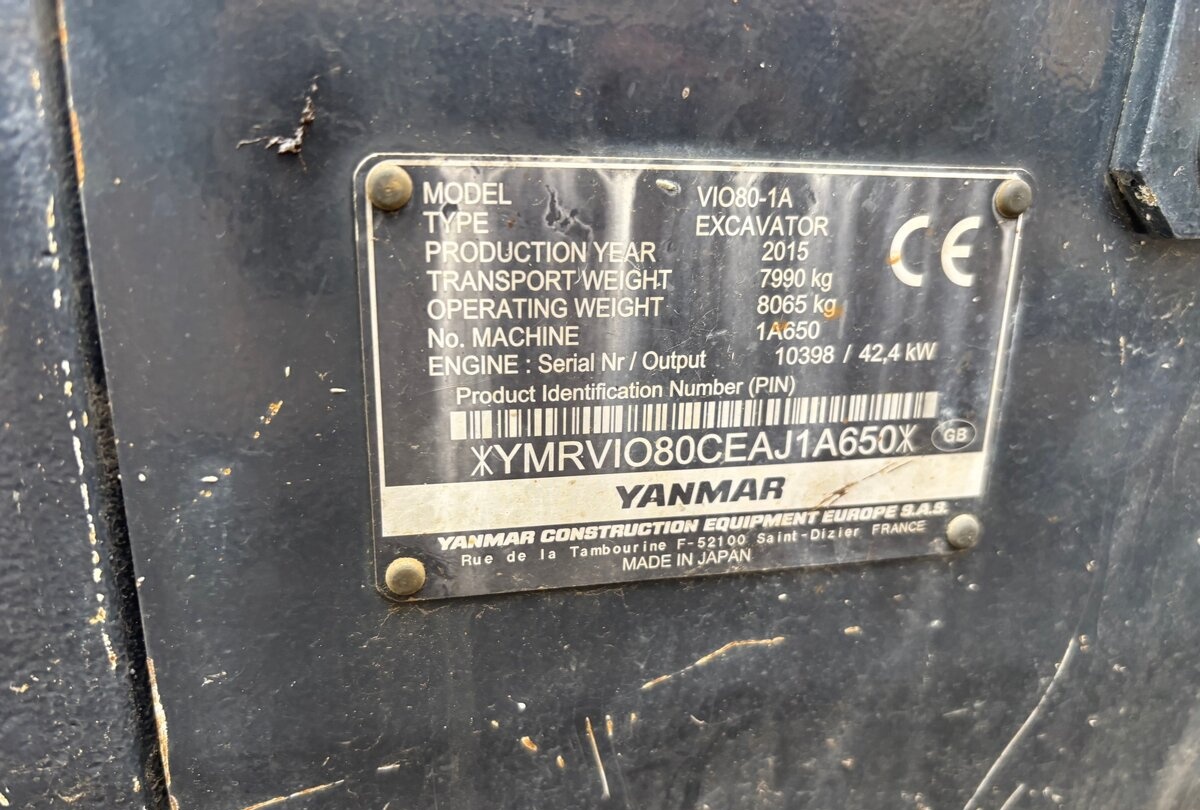 MODEL VIO80-1A
TYPE EXCAVATOR
PRODUCTION YEAR 2015
TRANSPORT WEIGHT 7990 kg
OPERATING WEIGHT 8065 kg
No. MACHINE 1A650
ENGINE : Serial Nr / Output 10398 / 42,4 kW
CE
Product Identification Number (PIN)
*YMRVIO80CEAJ1A650*
GB
YANMAR
YANMAR CONSTRUCTION EQUIPMENT EUROPE S.A.S.
Rue de la Tambourine F-52100 Saint-Dizier FRANCE
MADE IN JAPAN